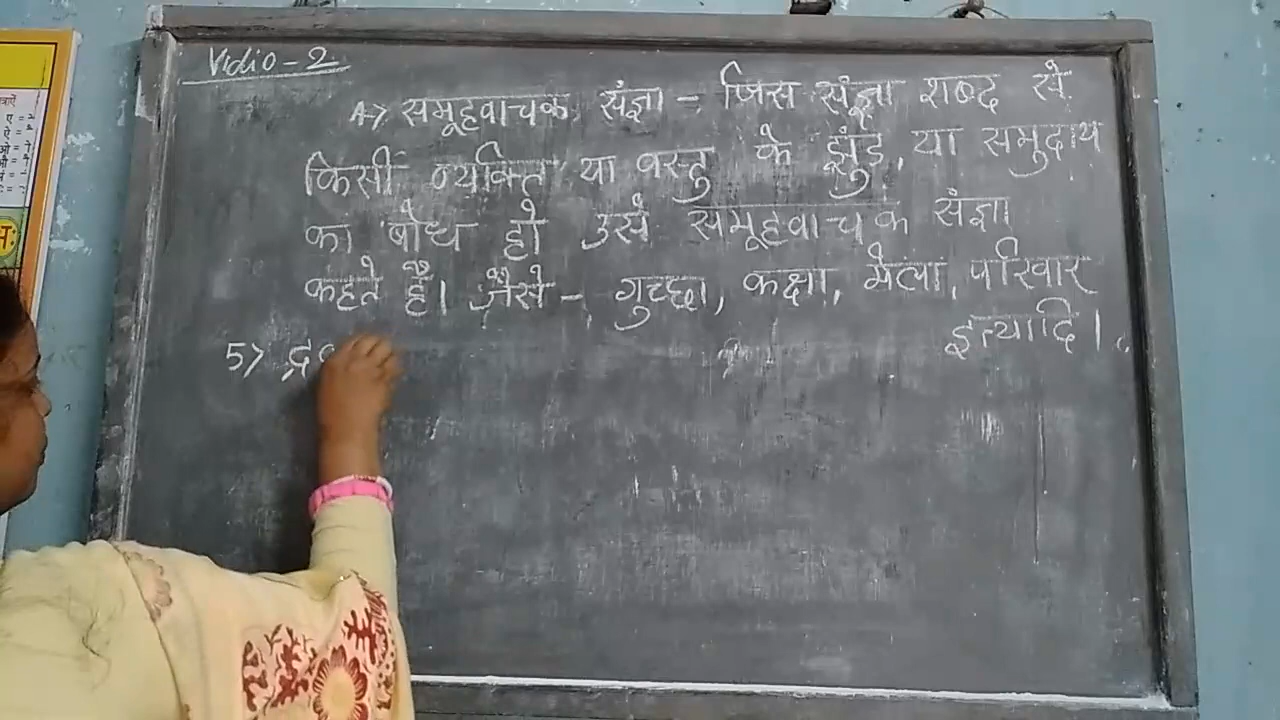 Vidio - 2
4> समूहवाचक संज्ञा - जिस संज्ञा शब्द से
किसी व्यक्ति या वस्तु के झुंड, या समुदाय
का बोध हो उसे समूहवाचक संज्ञा
कहते हैं। जैसे - गुच्छा, कक्षा, मेला, परिवार
इत्यादि।
5> द्रव